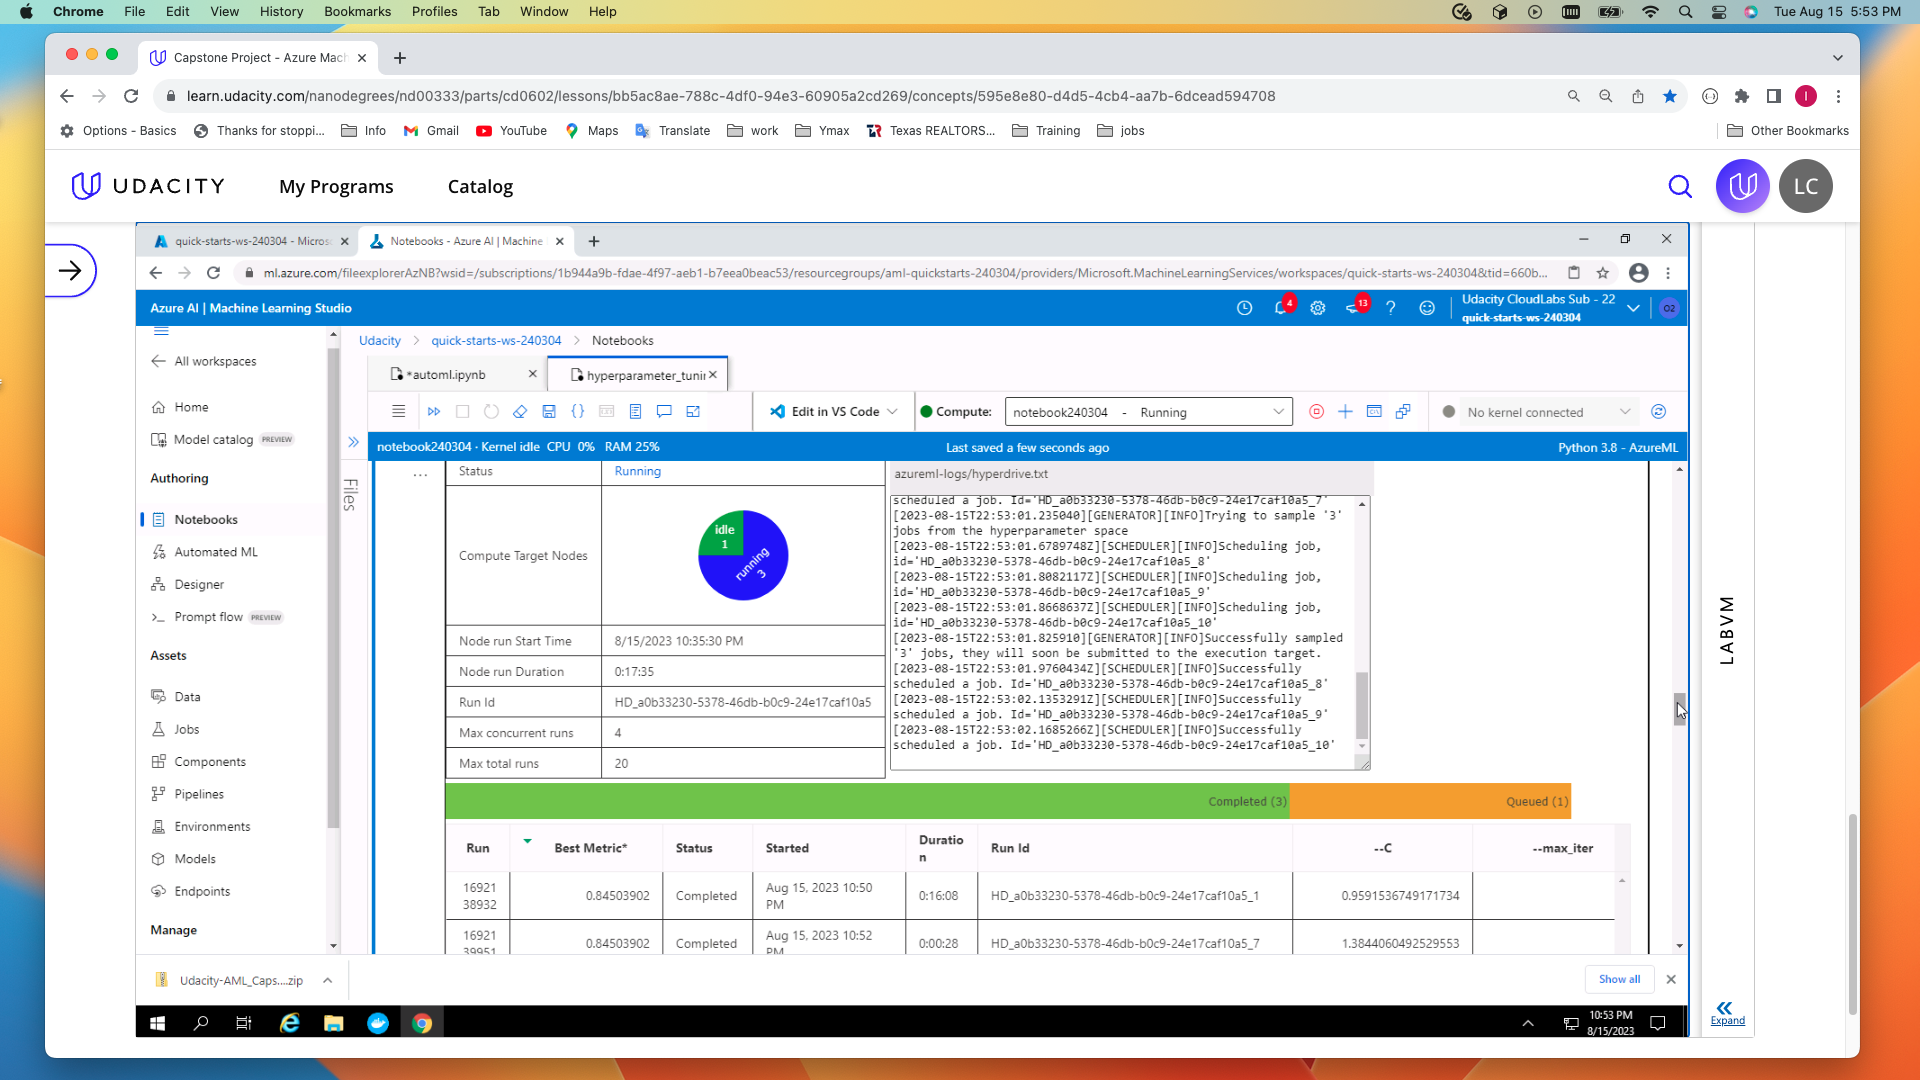 Chrome File Edit View History Bookmarks Profiles Tab Window Help Tue Aug 15 5:53 PM
Capstone Project - Azure Mach
learn.udacity.com/nanodegrees/nd00333/parts/cd0602/lessons/bb5ac8ae-788c-4df0-94e3-60905a2cd269/concepts/595e8e80-d4d5-4cb4-aa7b-6dcead594708
I
Options - Basics Thanks for stoppi... Info Gmail YouTube Maps Translate work Ymax Texas REALTORS... Training jobs Other Bookmarks
UDACITY My Programs Catalog LC
quick-starts-ws-240304 - Micros Notebooks - Azure AI | Machine
ml.azure.com/fileexplorerAzNB?wsid=/subscriptions/1b944a9b-fdae-4f97-aeb1-b7eea0beac53/resourcegroups/aml-quickstarts-240304/providers/Microsoft.MachineLearningServices/workspaces/quick-starts-ws-240304&tid=660b...
Azure AI | Machine Learning Studio 4 13 ? Udacity CloudLabs Sub - 22
quick-starts-ws-240304 O2
Udacity > quick-starts-ws-240304 > Notebooks
All workspaces
*automl.ipynb hyperparameter_tunin
Home
Edit in VS Code Compute: notebook240304 - Running No kernel connected
Model catalog PREVIEW
notebook240304 · Kernel idle CPU 0% RAM 25% Last saved a few seconds ago Python 3.8 - AzureML
Authoring
Notebooks
Automated ML
Designer
Prompt flow PREVIEW
Assets
Data
Jobs
Components
Pipelines
Environments
Models
Endpoints
Manage
Files
...
Status Running
Compute Target Nodes
idle
1
running
3
Node run Start Time 8/15/2023 10:35:30 PM
Node run Duration 0:17:35
Run Id HD_a0b33230-5378-46db-b0c9-24e17caf10a5
Max concurrent runs 4
Max total runs 20
azureml-logs/hyperdrive.txt
scheduled a job. Id='HD_a0b33230-5378-46db-b0c9-24e17caf10a5_7'
[2023-08-15T22:53:01.235040][GENERATOR][INFO]Trying to sample '3'
jobs from the hyperparameter space
[2023-08-15T22:53:01.6789748Z][SCHEDULER][INFO]Scheduling job,
id='HD_a0b33230-5378-46db-b0c9-24e17caf10a5_8'
[2023-08-15T22:53:01.8082117Z][SCHEDULER][INFO]Scheduling job,
id='HD_a0b33230-5378-46db-b0c9-24e17caf10a5_9'
[2023-08-15T22:53:01.8668637Z][SCHEDULER][INFO]Scheduling job,
id='HD_a0b33230-5378-46db-b0c9-24e17caf10a5_10'
[2023-08-15T22:53:01.825910][GENERATOR][INFO]Successfully sampled
'3' jobs, they will soon be submitted to the execution target.
[2023-08-15T22:53:01.9760434Z][SCHEDULER][INFO]Successfully
scheduled a job. Id='HD_a0b33230-5378-46db-b0c9-24e17caf10a5_8'
[2023-08-15T22:53:02.1353291Z][SCHEDULER][INFO]Successfully
scheduled a job. Id='HD_a0b33230-5378-46db-b0c9-24e17caf10a5_9'
[2023-08-15T22:53:02.1685266Z][SCHEDULER][INFO]Successfully
scheduled a job. Id='HD_a0b33230-5378-46db-b0c9-24e17caf10a5_10'
Completed (3) Queued (1)
Run Best Metric* Status Started Duratio
n Run Id --C --max_iter
16921
38932 0.84503902 Completed Aug 15, 2023 10:50
PM 0:16:08 HD_a0b33230-5378-46db-b0c9-24e17caf10a5_1 0.9591536749171734
16921
39951 0.84503902 Completed Aug 15, 2023 10:52
PM 0:00:28 HD_a0b33230-5378-46db-b0c9-24e17caf10a5_7 1.3844060492529553
LABVM
Udacity-AML_Caps....zip Show all
10:53 PM
8/15/2023
Expand